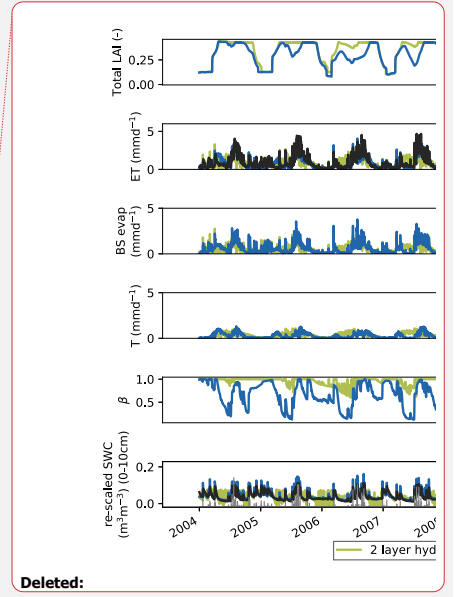 Total LAI (-)
0.25
0.00
ET (mmd⁻¹)
5
0
BS evap
(mmd⁻¹)
5
0
T (mmd⁻¹)
5
0
β
1.0
0.5
re-scaled SWC
(m³m⁻³) (0-10cm)
0.2
0.0
2004
2005
2006
2007
2 layer hyd
Deleted: